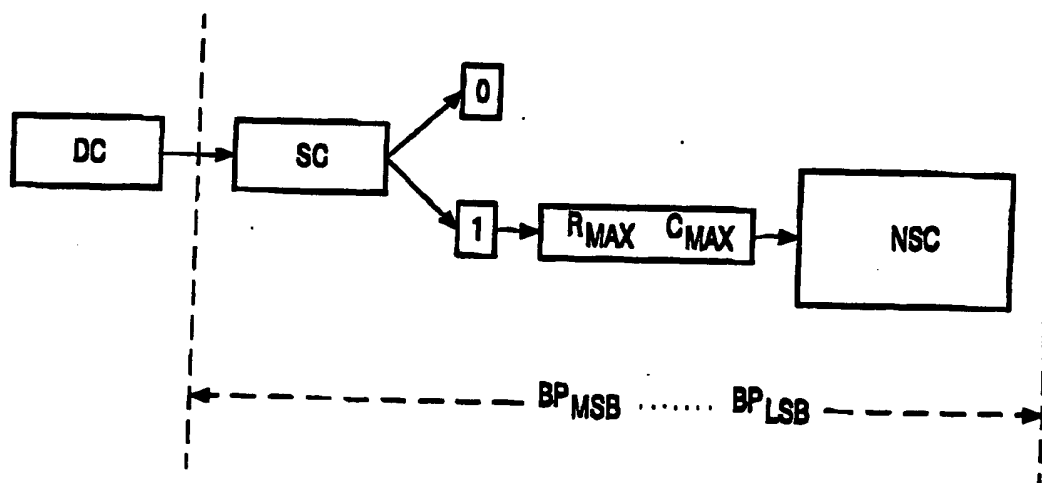 0
DC
SC
1
RMAX CMAX
NSC
BPMSB ....... BPLSB